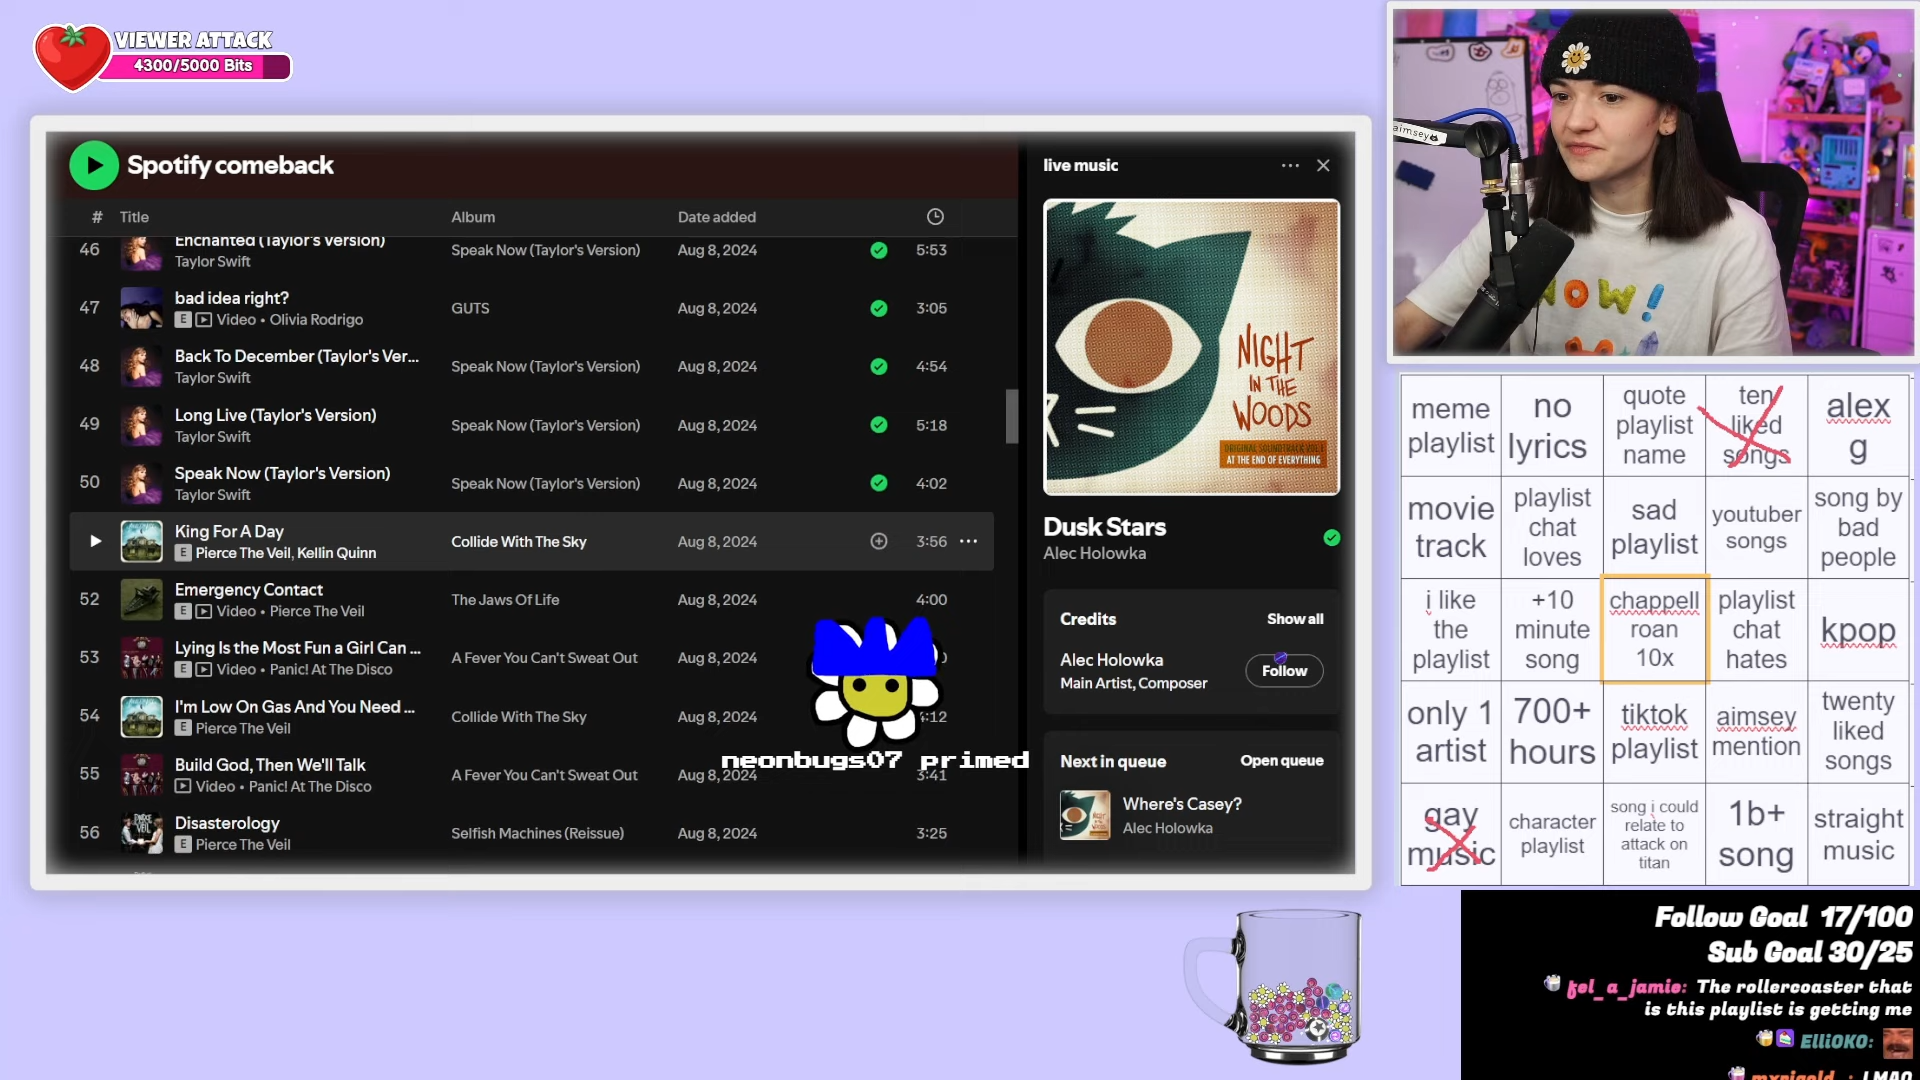 VIEWER ATTACK
4300/5000 Bits
Spotify comeback
# Title Album Date added
46 Enchanted (Taylor's Version) Speak Now (Taylor's Version) Aug 8, 2024 5:53
Taylor Swift
47 bad idea right? GUTS Aug 8, 2024 3:05
E Video • Olivia Rodrigo
48 Back To December (Taylor's Ver... Speak Now (Taylor's Version) Aug 8, 2024 4:54
Taylor Swift
49 Long Live (Taylor's Version) Speak Now (Taylor's Version) Aug 8, 2024 5:18
Taylor Swift
50 Speak Now (Taylor's Version) Speak Now (Taylor's Version) Aug 8, 2024 4:02
Taylor Swift
King For A Day Collide With The Sky Aug 8, 2024 3:56
E Pierce The Veil, Kellin Quinn
52 Emergency Contact The Jaws Of Life Aug 8, 2024 4:00
E Video • Pierce The Veil
53 Lying Is the Most Fun a Girl Can ... A Fever You Can't Sweat Out Aug 8, 2024
E Video • Panic! At The Disco
54 I'm Low On Gas And You Need ... Collide With The Sky Aug 8, 2024 :12
E Pierce The Veil
55 Build God, Then We'll Talk A Fever You Can't Sweat Out Aug 8, 2024 3:41
Video • Panic! At The Disco
56 Disasterology Selfish Machines (Reissue) Aug 8, 2024 3:25
E Pierce The Veil
neonbugs07 primed
live music
NIGHT
IN THE
WOODS
ORIGINAL SOUNDTRACK VOL.1
AT THE END OF EVERYTHING
Dusk Stars
Alec Holowka
Credits Show all
Alec Holowka
Main Artist, Composer
Follow
Next in queue Open queue
Where's Casey?
Alec Holowka
aimsey
NOW!
meme playlist
no lyrics
quote playlist name
ten liked songs
alex g
movie track
playlist chat loves
sad playlist
youtuber songs
song by bad people
i like the playlist
+10 minute song
chappell roan 10x
playlist chat hates
kpop
only 1 artist
700+ hours
tiktok playlist
aimsey mention
twenty liked songs
gay music
character playlist
song i could relate to attack on titan
1b+ song
straight music
Follow Goal 17/100
Sub Goal 30/25
fol_a_jamie: The rollercoaster that
is this playlist is getting me
ElliOKO: